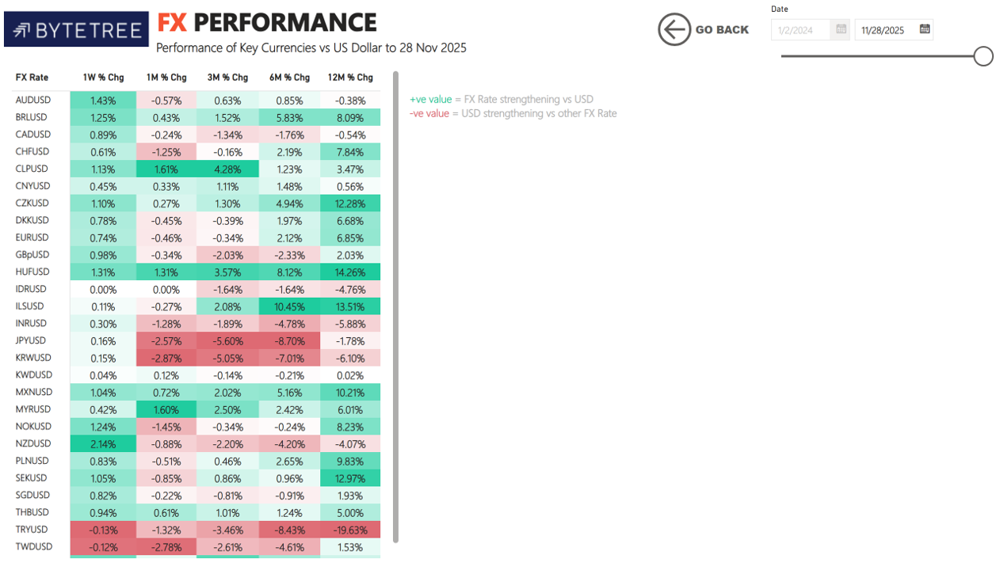 BYTETREE
FX PERFORMANCE
Performance of Key Currencies vs US Dollar to 28 Nov 2025
GO BACK
Date
1/2/2024 11/28/2025
FX Rate 1W % Chg 1M % Chg 3M % Chg 6M % Chg 12M % Chg
AUDUSD 1.43% -0.57% 0.63% 0.85% -0.38%
BRLUSD 1.25% 0.43% 1.52% 5.83% 8.09%
CADUSD 0.89% -0.24% -1.34% -1.76% -0.54%
CHFUSD 0.61% -1.25% -0.16% 2.19% 7.84%
CLPUSD 1.13% 1.61% 4.28% 1.23% 3.47%
CNYUSD 0.45% 0.33% 1.11% 1.48% 0.56%
CZKUSD 1.10% 0.27% 1.30% 4.94% 12.28%
DKKUSD 0.78% -0.45% -0.39% 1.97% 6.68%
EURUSD 0.74% -0.46% -0.34% 2.12% 6.85%
GBpUSD 0.98% -0.34% -2.03% -2.33% 2.03%
HUFUSD 1.31% 1.31% 3.57% 8.12% 14.26%
IDRUSD 0.00% 0.00% -1.64% -1.64% -4.76%
ILSUSD 0.11% -0.27% 2.08% 10.45% 13.51%
INRUSD 0.30% -1.28% -1.89% -4.78% -5.88%
JPYUSD 0.16% -2.57% -5.60% -8.70% -1.78%
KRWUSD 0.15% -2.87% -5.05% -7.01% -6.10%
KWDUSD 0.04% 0.12% -0.14% -0.21% 0.02%
MXNUSD 1.04% 0.72% 2.02% 5.16% 10.21%
MYRUSD 0.42% 1.60% 2.50% 2.42% 6.01%
NOKUSD 1.24% -1.45% -0.34% -0.24% 8.23%
NZDUSD 2.14% -0.88% -2.20% -4.20% -4.07%
PLNUSD 0.83% -0.51% 0.46% 2.65% 9.83%
SEKUSD 1.05% -0.85% 0.86% 0.96% 12.97%
SGDUSD 0.82% -0.22% -0.81% -0.91% 1.93%
THBUSD 0.94% 0.61% 1.01% 1.24% 5.00%
TRYUSD -0.13% -1.32% -3.46% -8.43% -19.63%
TWDUSD -0.12% -2.78% -2.61% -4.61% 1.53%
+ve value = FX Rate strengthening vs USD
-ve value = USD strengthening vs other FX Rate